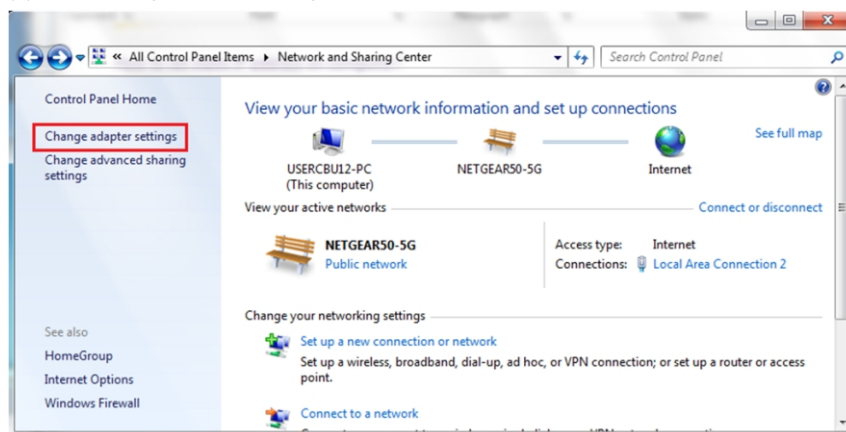 « All Control Panel Items ▸ Network and Sharing Center
Search Control Panel
Control Panel Home
Change adapter settings
Change advanced sharing
settings
See also
HomeGroup
Internet Options
Windows Firewall
View your basic network information and set up connections
See full map
USERCBU12-PC
(This computer)
NETGEAR50-5G
Internet
View your active networks
Connect or disconnect
NETGEAR50-5G
Public network
Access type: Internet
Connections: Local Area Connection 2
Change your networking settings
Set up a new connection or network
Set up a wireless, broadband, dial-up, ad hoc, or VPN connection; or set up a router or access
point.
Connect to a network